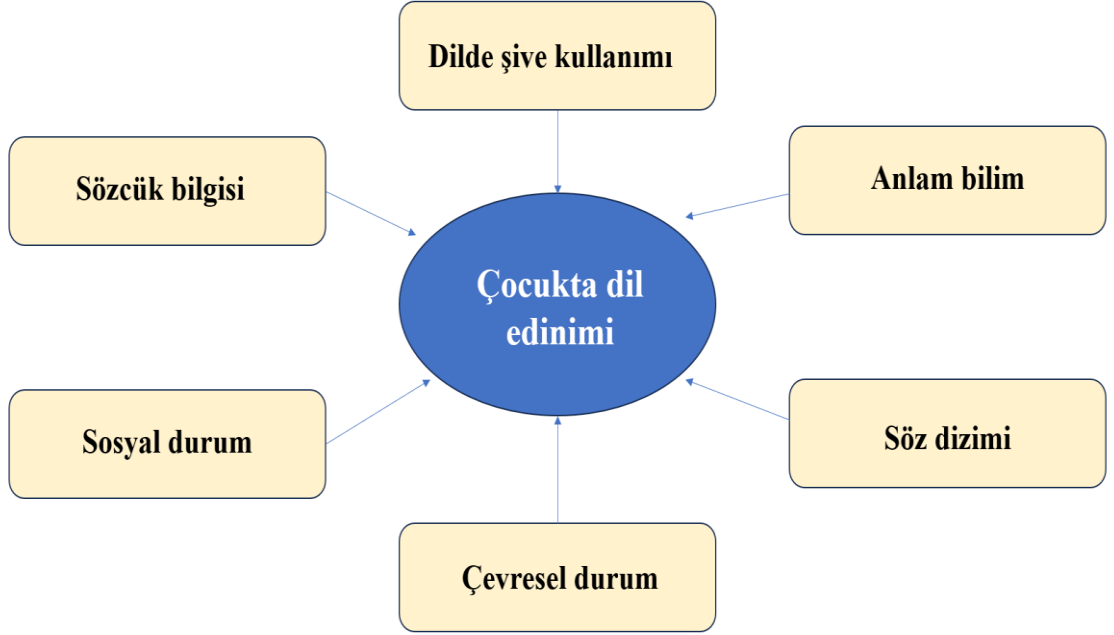 Dilde şive kullanımı
Sözcük bilgisi
Anlam bilim
Çocukta dil
edinimi
Sosyal durum
Söz dizimi
Çevresel durum